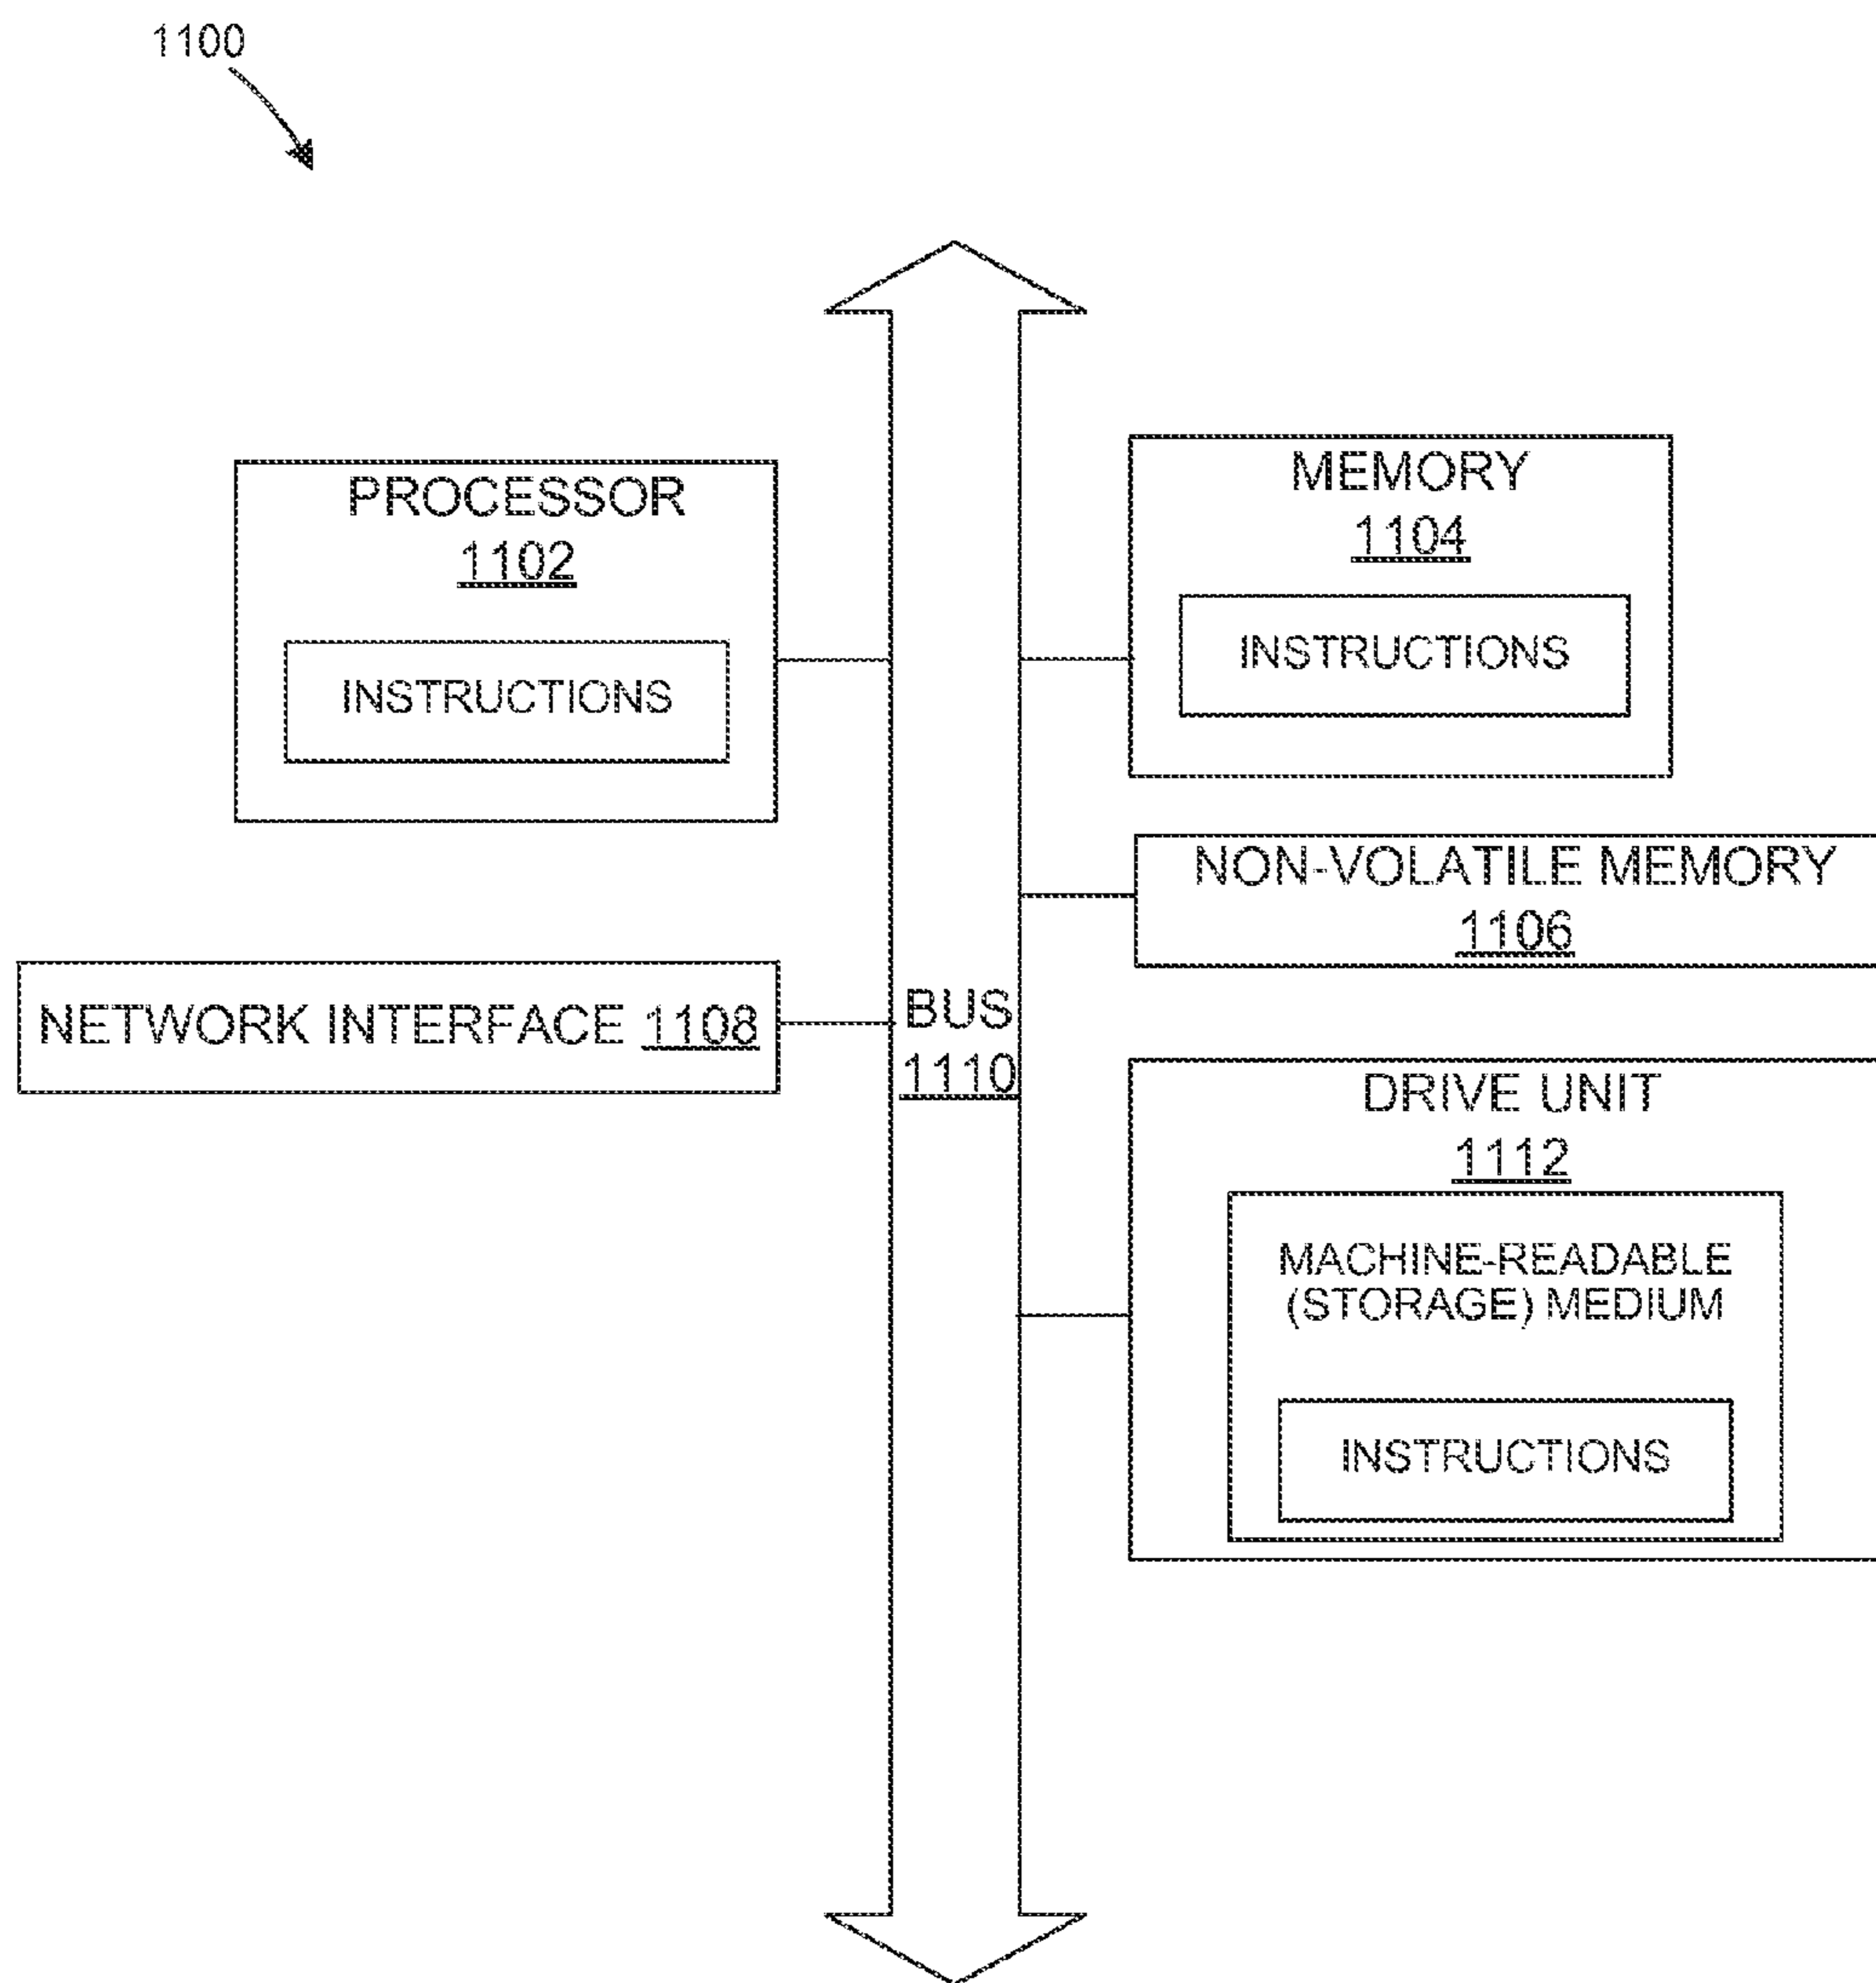 1100
PROCESSOR
1102
INSTRUCTIONS
MEMORY
1104
INSTRUCTIONS
NON-VOLATILE MEMORY
1106
NETWORK INTERFACE 1108
BUS
1110
DRIVE UNIT
1112
MACHINE-READABLE
(STORAGE) MEDIUM
INSTRUCTIONS